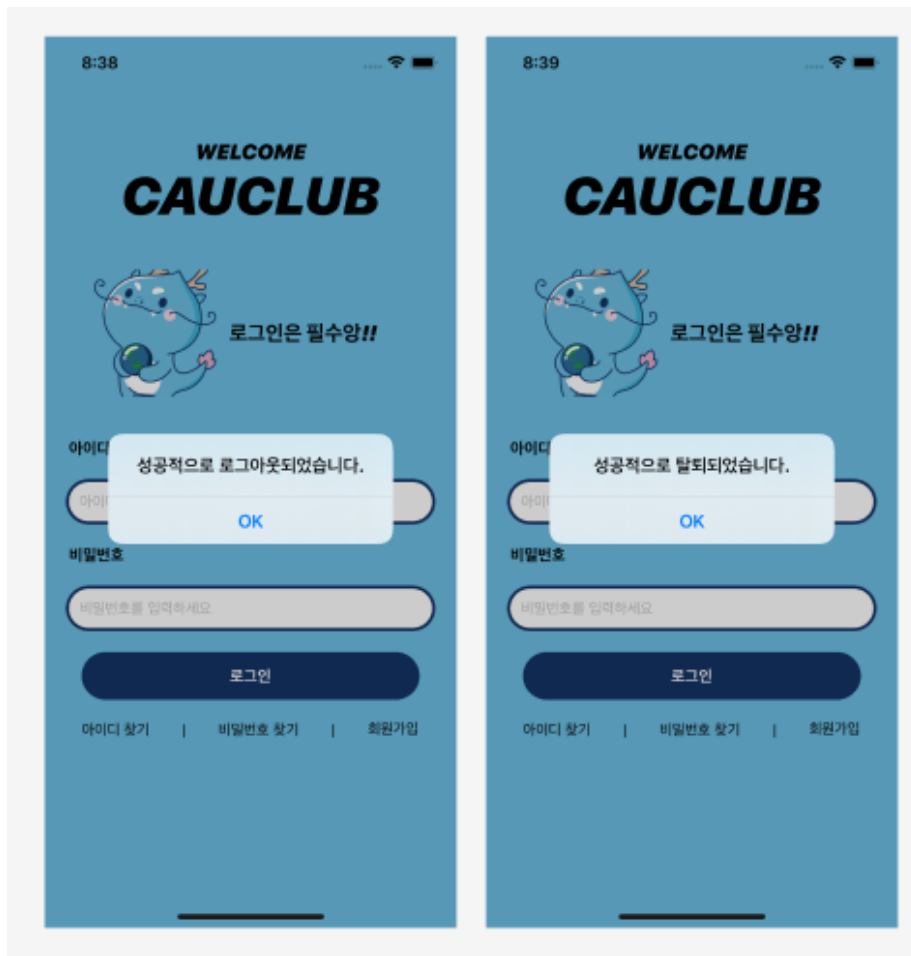 8:38
WELCOME
CAUCLUB
로그인은 필수앙!!
아이디
성공적으로 로그아웃되었습니다.
OK
비밀번호
비밀번호를 입력하세요
로그인
아이디 찾기 | 비밀번호 찾기 | 회원가입
8:39
WELCOME
CAUCLUB
로그인은 필수앙!!
아이디
성공적으로 탈퇴되었습니다.
OK
비밀번호
비밀번호를 입력하세요
로그인
아이디 찾기 | 비밀번호 찾기 | 회원가입